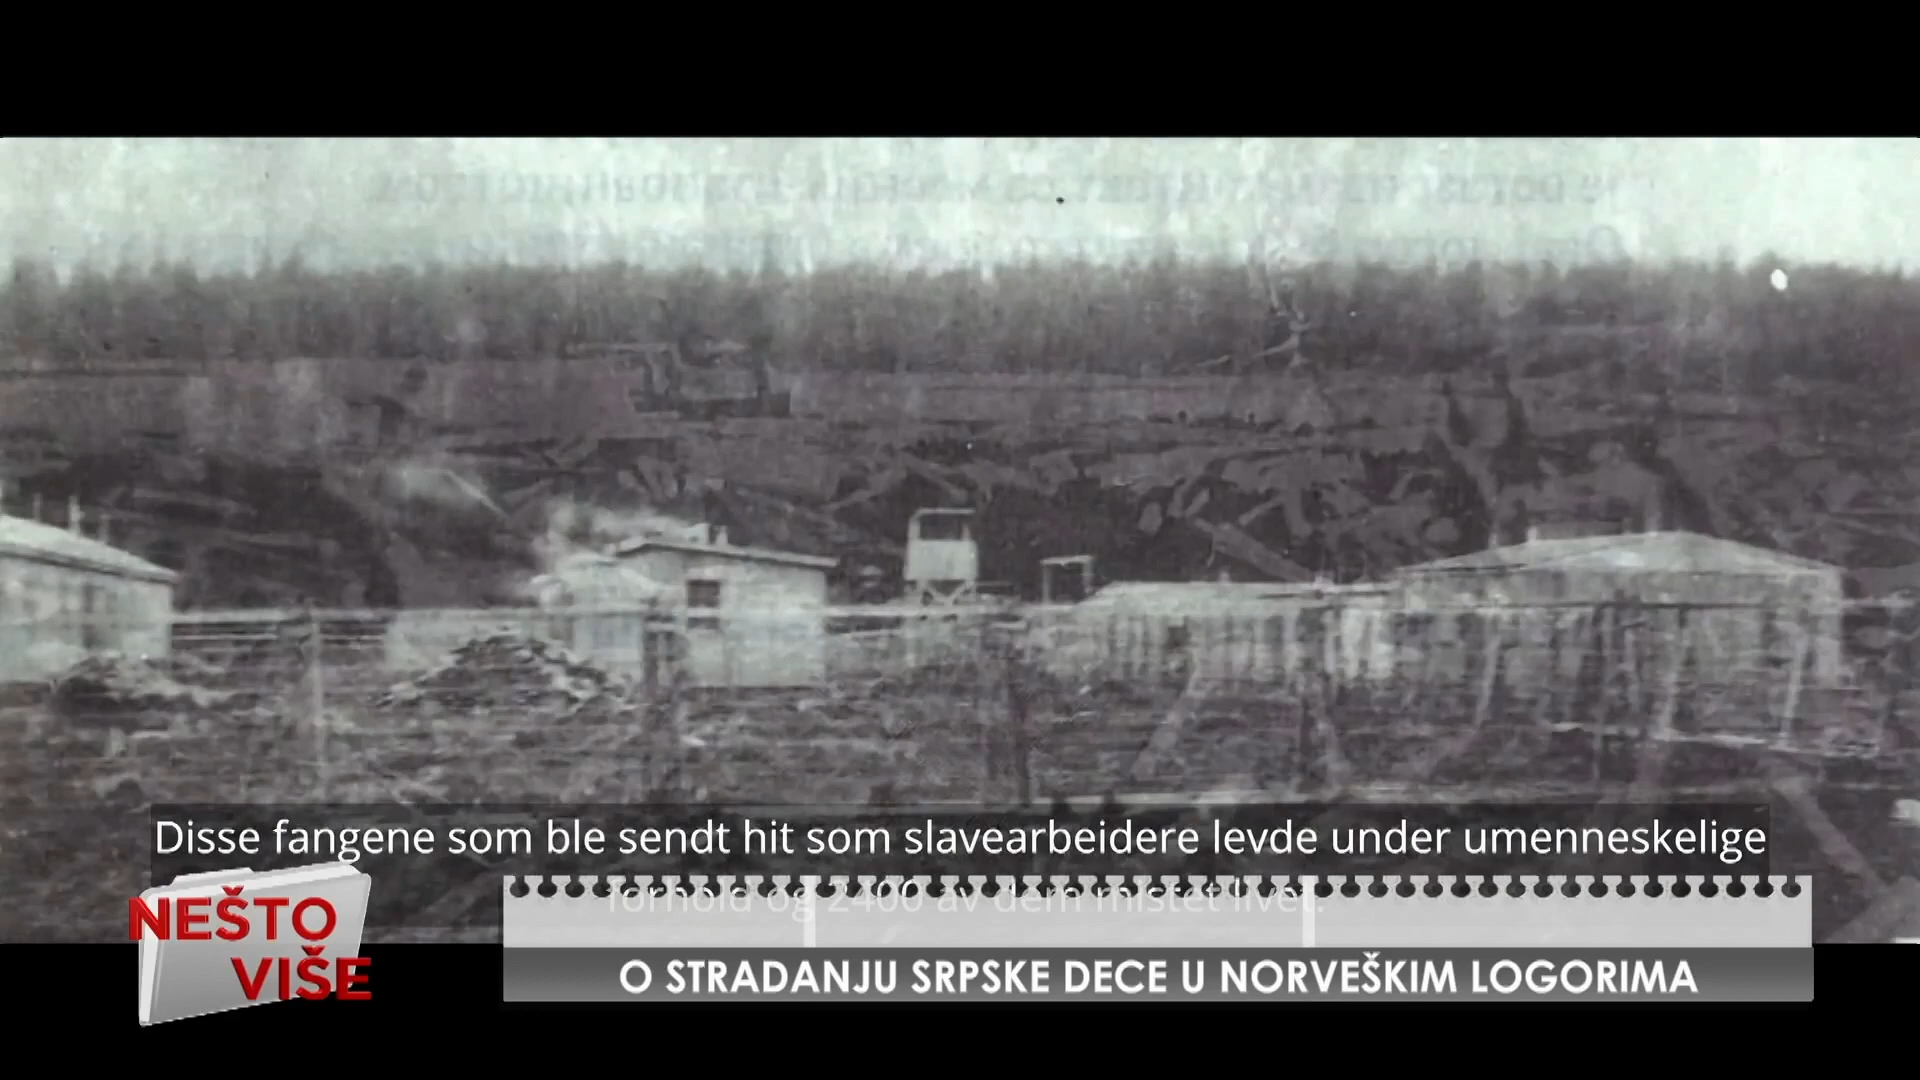 Disse fangene som ble sendt hit som slavearbeidere levde under umenneskelige
forhold og 2400 av dem mistet livet.
NEŠTO
VIŠE
O STRADANJU SRPSKE DECE U NORVEŠKIM LOGORIMA